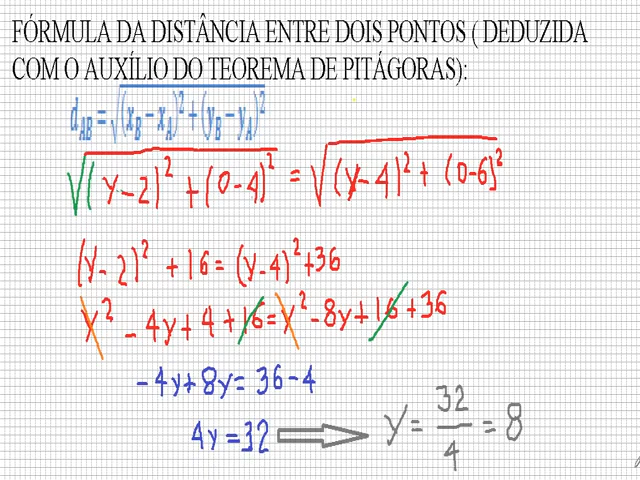 FÓRMULA DA DISTÂNCIA ENTRE DOIS PONTOS ( DEDUZIDA
COM O AUXÍLIO DO TEOREMA DE PITÁGORAS):
d_AB = √((x_B − x_A)² + (y_B − y_A)²)
√((y − 2)² + (0 − 4)²) = √((y − 4)² + (0 − 6)²)
(y − 2)² + 16 = (y − 4)² + 36
y² − 4y + 4 + 16 = y² − 8y + 16 + 36
−4y + 8y = 36 − 4
4y = 32 ⇒ y = 32/4 = 8